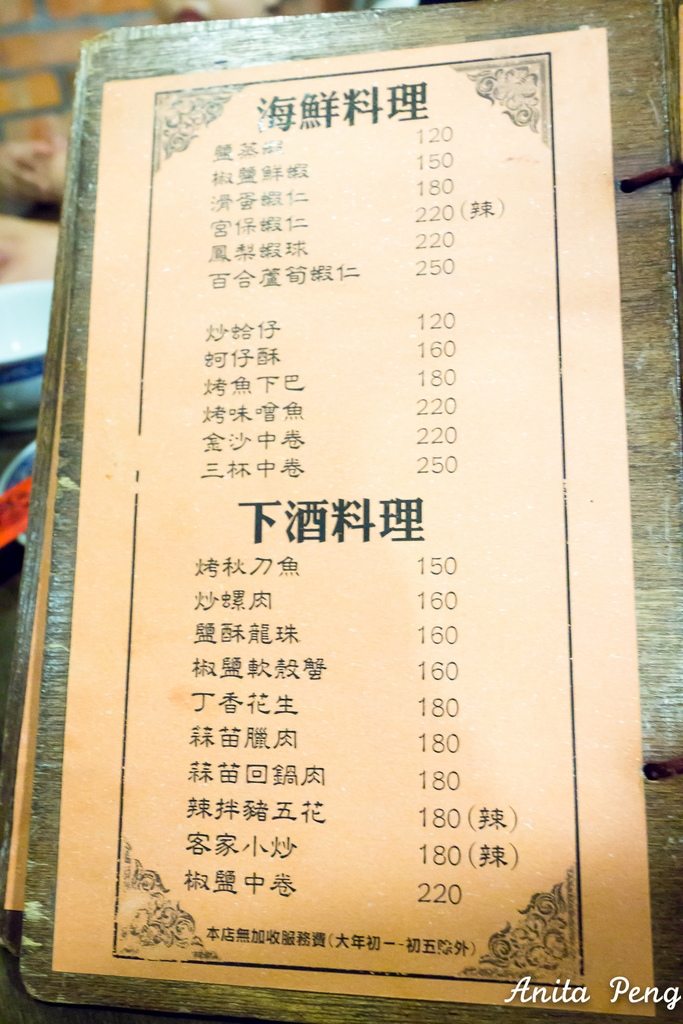 海鮮料理
鹽蒸蝦 120
椒鹽鮮蝦 150
滑蛋蝦仁 180
宮保蝦仁 220(辣)
鳳梨蝦球 220
百合蘆筍蝦仁 250
炒蛤仔 120
蚵仔酥 160
烤魚下巴 180
烤味噌魚 220
金沙中卷 220
三杯中卷 250
下酒料理
烤秋刀魚 150
炒螺肉 160
鹽酥龍珠 160
椒鹽軟殼蟹 160
丁香花生 180
蒜苗臘肉 180
蒜苗回鍋肉 180
辣拌豬五花 180(辣)
客家小炒 180(辣)
椒鹽中卷 220
本店無加收服務費(大年初一-初五除外)
Anita Peng